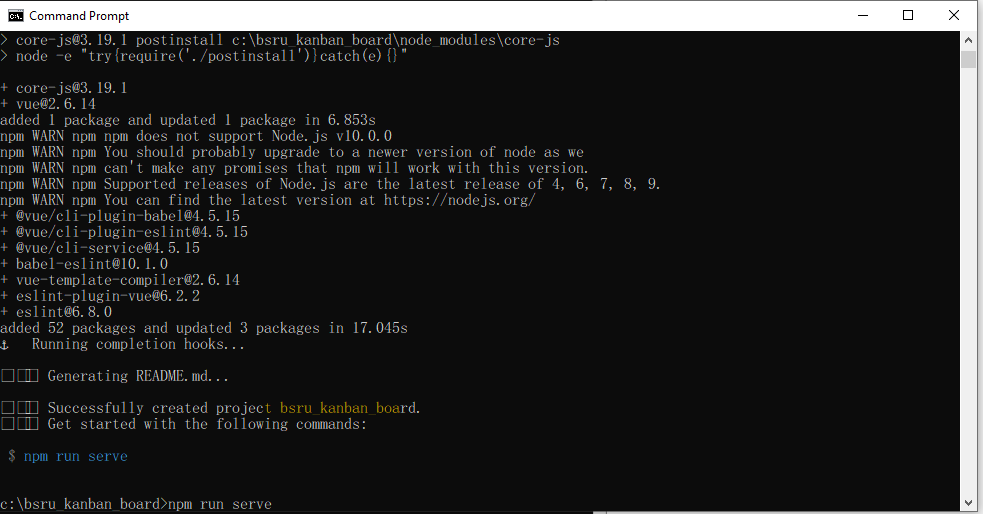 Command Prompt
> core-js@3.19.1 postinstall c:\bsru_kanban_board\node_modules\core-js
> node -e "try{require('./postinstall')}catch(e){}"
+ core-js@3.19.1
+ vue@2.6.14
added 1 package and updated 1 package in 6.853s
npm WARN npm npm does not support Node.js v10.0.0
npm WARN npm You should probably upgrade to a newer version of node as we
npm WARN npm can't make any promises that npm will work with this version.
npm WARN npm Supported releases of Node.js are the latest release of 4, 6, 7, 8, 9.
npm WARN npm You can find the latest version at https://nodejs.org/
+ @vue/cli-plugin-babel@4.5.15
+ @vue/cli-plugin-eslint@4.5.15
+ @vue/cli-service@4.5.15
+ babel-eslint@10.1.0
+ vue-template-compiler@2.6.14
+ eslint-plugin-vue@6.2.2
+ eslint@6.8.0
added 52 packages and updated 3 packages in 17.045s
⚓ Running completion hooks...
Generating README.md...
Successfully created project bsru_kanban_board.
Get started with the following commands:
$ npm run serve
c:\bsru_kanban_board>npm run serve